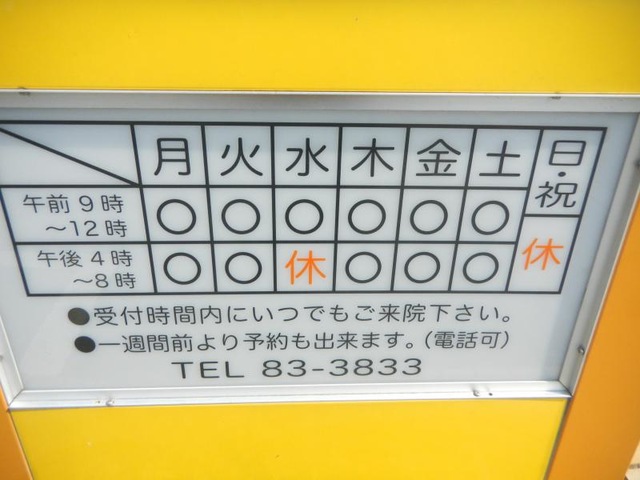 月 火 水 木 金 土 日・祝
午前9時 ～12時 ○ ○ ○ ○ ○ ○ 休
午後4時 ～8時 ○ ○ 休 ○ ○ ○
●受付時間内にいつでもご来院下さい。
●一週間前より予約も出来ます。(電話可)
TEL 83-3833